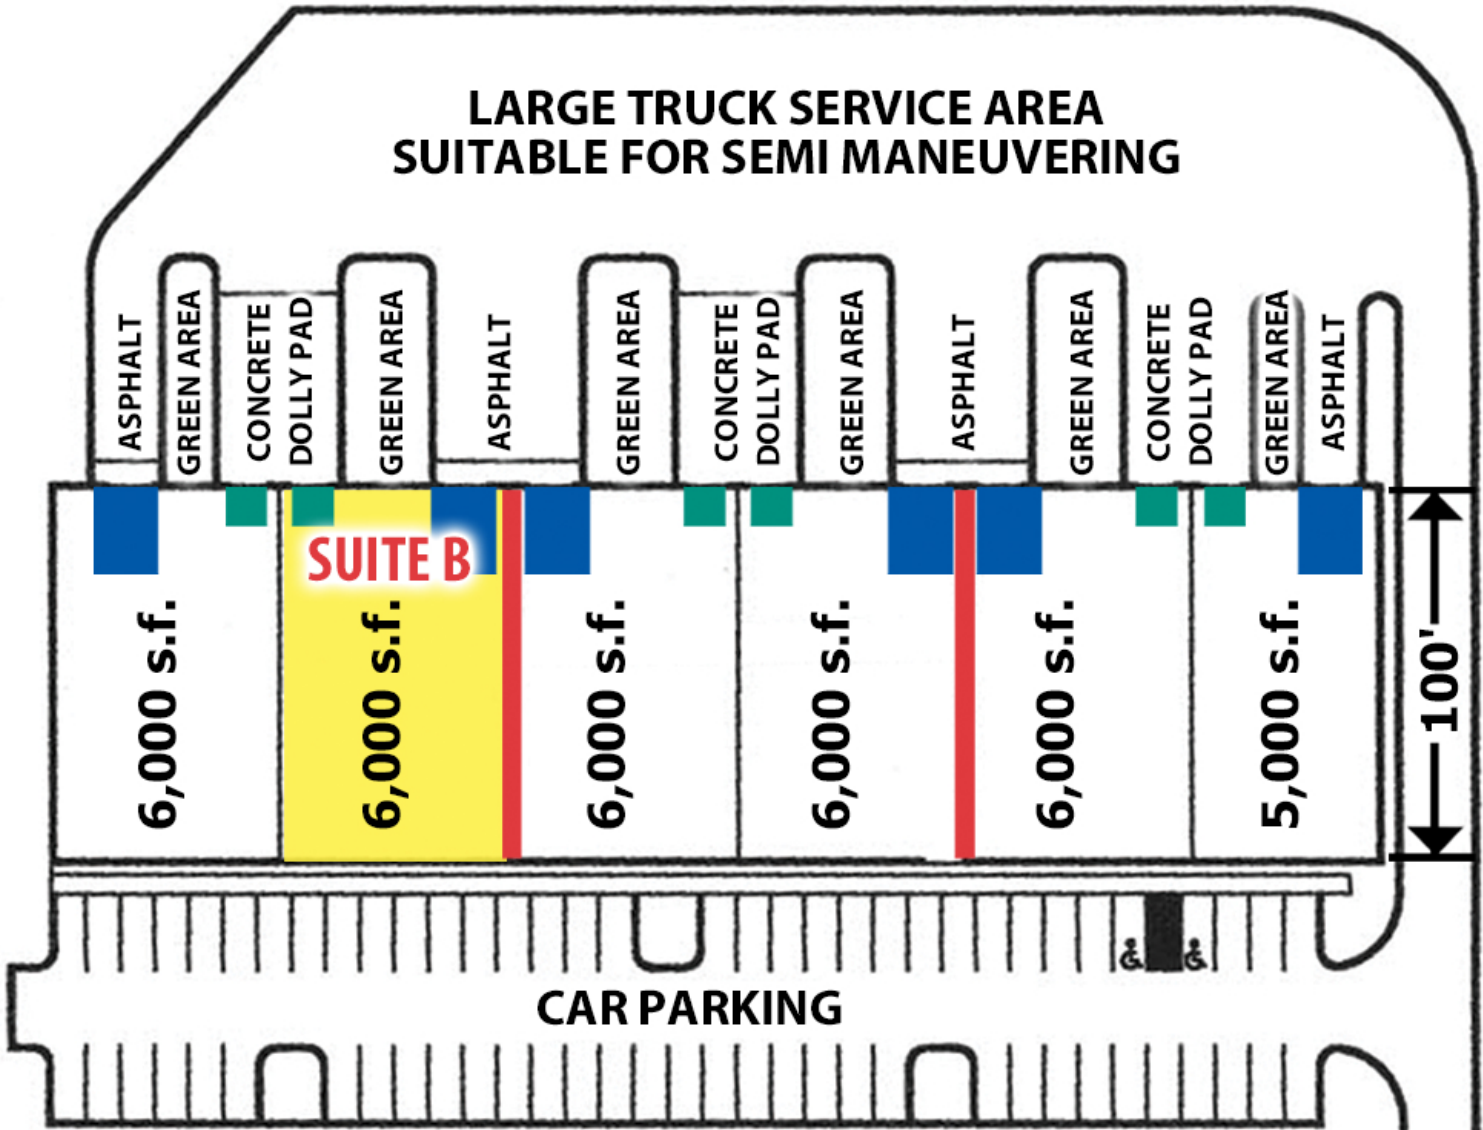 LARGE TRUCK SERVICE AREA
SUITABLE FOR SEMI MANEUVERING
ASPHALT
GREEN AREA
CONCRETE
DOLLY PAD
GREEN AREA
ASPHALT
GREEN AREA
CONCRETE
DOLLY PAD
GREEN AREA
ASPHALT
GREEN AREA
CONCRETE
DOLLY PAD
GREEN AREA
ASPHALT
SUITE B
6,000 s.f.
6,000 s.f.
6,000 s.f.
6,000 s.f.
6,000 s.f.
5,000 s.f.
100'
CAR PARKING